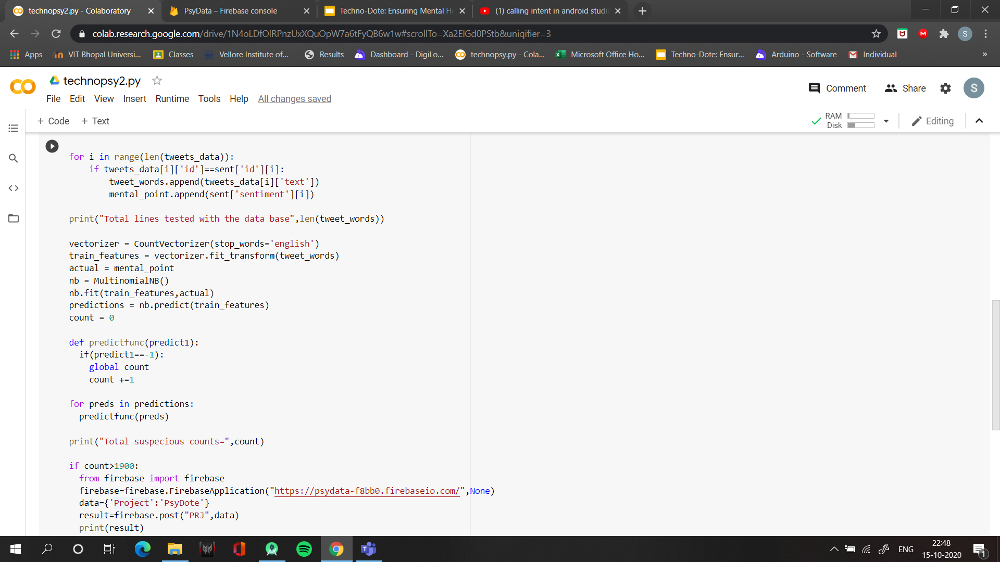 technopsy2.py - Colaboratory
PsyData – Firebase console
Techno-Dote: Ensuring Mental H
(1) calling intent in android studi
colab.research.google.com/drive/1N4oLDfOlRPnzUxXQuOpW7a6tFyQB6w1w#scrollTo=Xa2ElGd0PStb&uniqifier=3
S
Apps
VIT Bhopal Universi...
Classes
Vellore Institute of...
Results
Dashboard - DigiLo...
technopsy.py - Cola...
Microsoft Office Ho...
Techno-Dote: Ensur...
Arduino - Software
Individual
»
technopsy2.py
Comment
Share
S
File Edit View Insert Runtime Tools Help All changes saved
+ Code + Text
RAM
Disk
Editing
for i in range(len(tweets_data)):
if tweets_data[i]['id']==sent['id'][i]:
tweet_words.append(tweets_data[i]['text'])
mental_point.append(sent['sentiment'][i])
print("Total lines tested with the data base",len(tweet_words))
vectorizer = CountVectorizer(stop_words='english')
train_features = vectorizer.fit_transform(tweet_words)
actual = mental_point
nb = MultinomialNB()
nb.fit(train_features,actual)
predictions = nb.predict(train_features)
count = 0
def predictfunc(predict1):
if(predict1==-1):
global count
count +=1
for preds in predictions:
predictfunc(preds)
print("Total suspecious counts=",count)
if count>1900:
from firebase import firebase
firebase=firebase.FirebaseApplication("https://psydata-f8bb0.firebaseio.com/",None)
data={'Project':'PsyDote'}
result=firebase.post("PRJ",data)
print(result)
ENG
22:48
15-10-2020
1